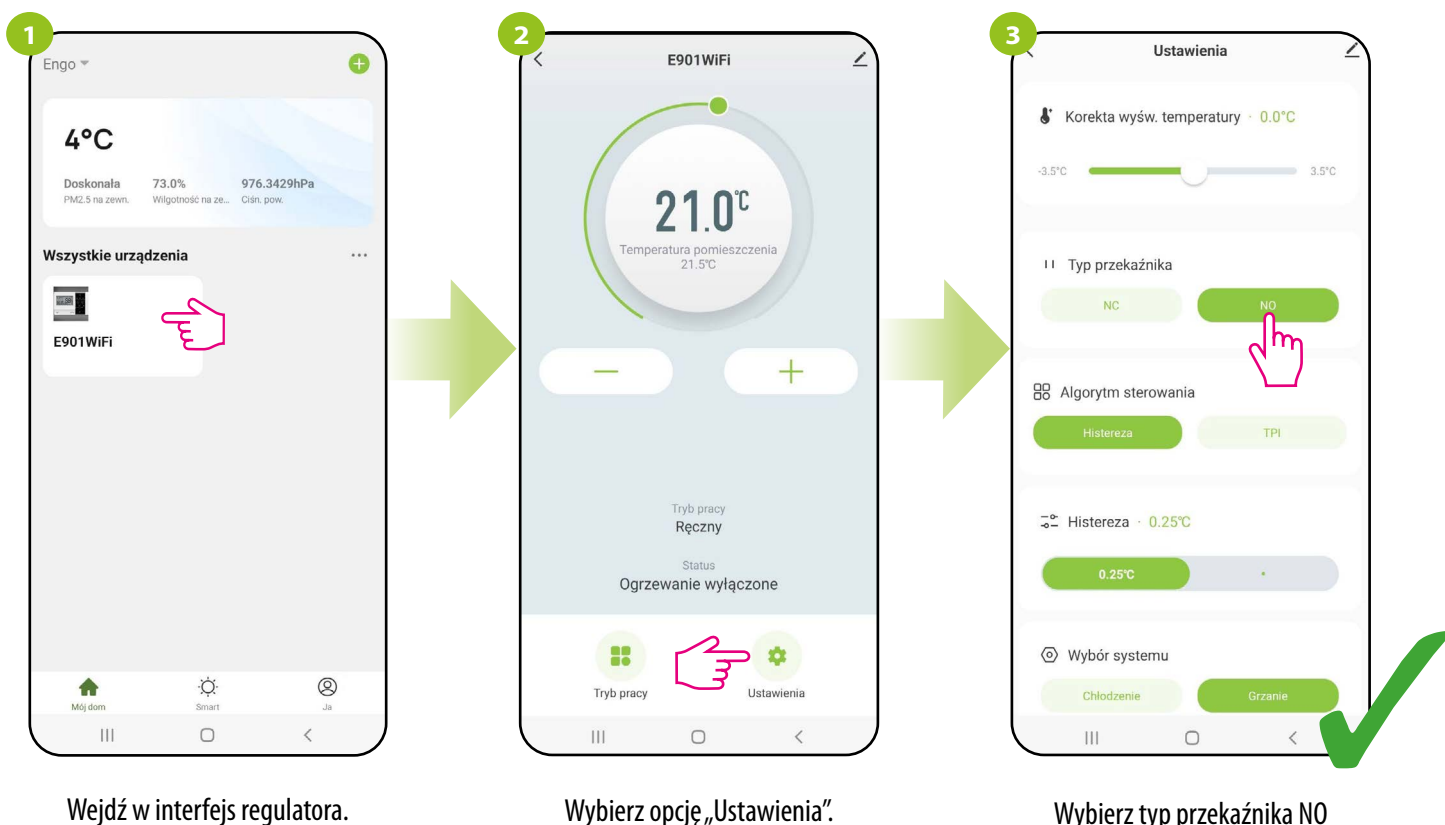 1
Engo
4°C
Doskonała 73.0% 976.3429hPa
PM2.5 na zewn. Wilgotność na ze... Ciśn. pow.
Wszystkie urządzenia
E901WiFi
Mój dom Smart Ja
Wejdź w interfejs regulatora.
2
E901WiFi
21.0°C
Temperatura pomieszczenia
21.5°C
Tryb pracy
Ręczny
Status
Ogrzewanie wyłączone
Tryb pracy Ustawienia
Wybierz opcję „Ustawienia”.
3
Ustawienia
Korekta wyśw. temperatury · 0.0°C
-3.5°C 3.5°C
Typ przekaźnika
NC NO
Algorytm sterowania
Histereza TPI
Histereza · 0.25°C
0.25°C
Wybór systemu
Chłodzenie Grzanie
Wybierz typ przekaźnika NO